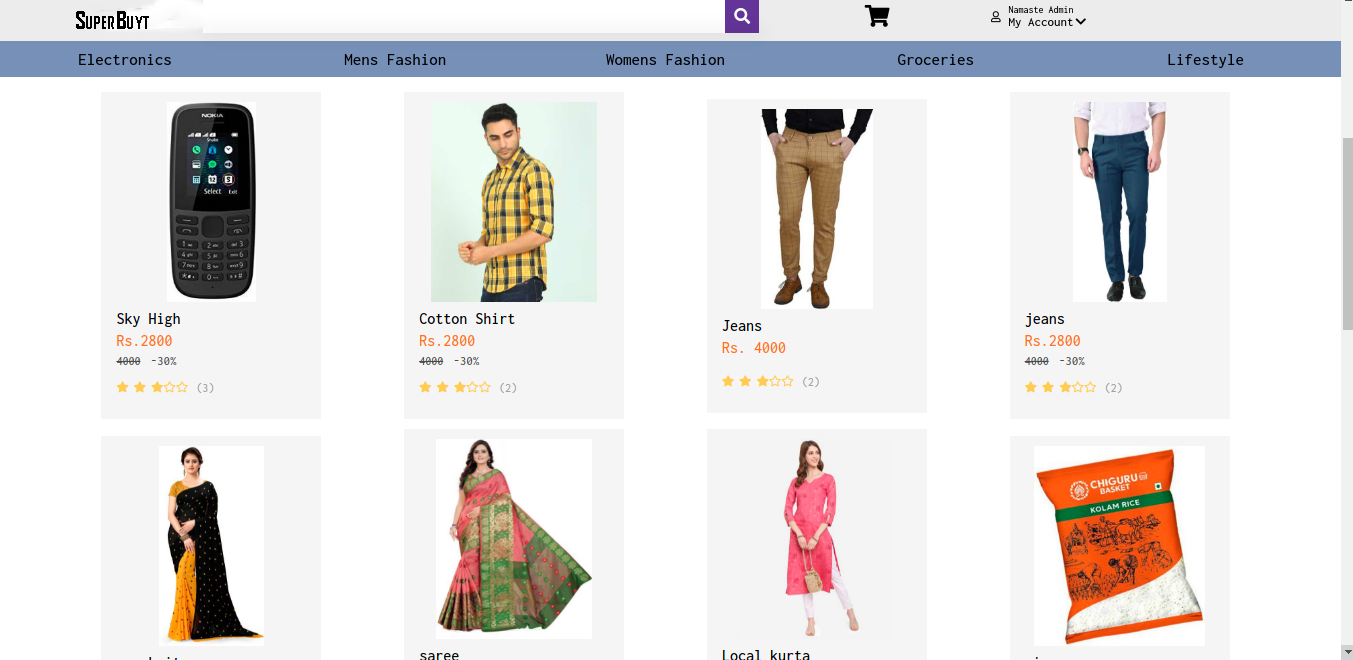 SuperBuyt
Namaste Admin
My Account
Electronics Mens Fashion Womens Fashion Groceries Lifestyle
NOKIA
Snake
Select Exit
Sky High
Rs.2800
4000 -30%
(3)
Cotton Shirt
Rs.2800
4000 -30%
(2)
Jeans
Rs. 4000
(2)
jeans
Rs.2800
4000 -30%
(2)
CHIGURU
BASKET
KOLAM RICE
saree
Local kurta